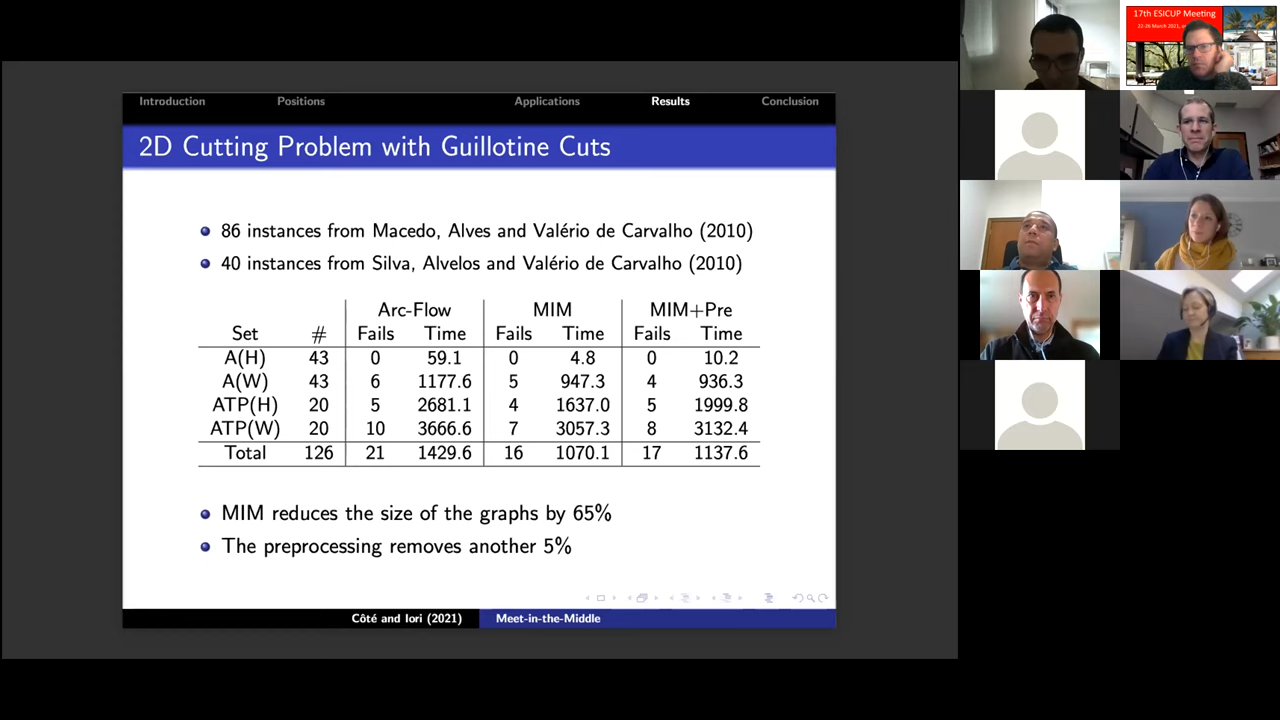 Introduction Positions Applications Results Conclusion
2D Cutting Problem with Guillotine Cuts
86 instances from Macedo, Alves and Valério de Carvalho (2010)
40 instances from Silva, Alvelos and Valério de Carvalho (2010)
Arc-Flow MIM MIM+Pre
Set # Fails Time Fails Time Fails Time
A(H) 43 0 59.1 0 4.8 0 10.2
A(W) 43 6 1177.6 5 947.3 4 936.3
ATP(H) 20 5 2681.1 4 1637.0 5 1999.8
ATP(W) 20 10 3666.6 7 3057.3 8 3132.4
Total 126 21 1429.6 16 1070.1 17 1137.6
MIM reduces the size of the graphs by 65%
The preprocessing removes another 5%
Côté and Iori (2021) Meet-in-the-Middle
17th ESICUP Meeting
22-26 March 2021,